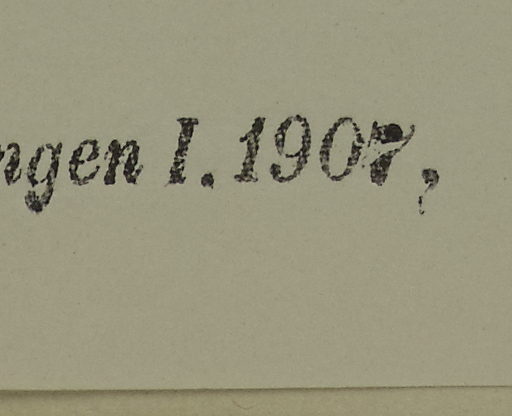 ngen I. 1907,